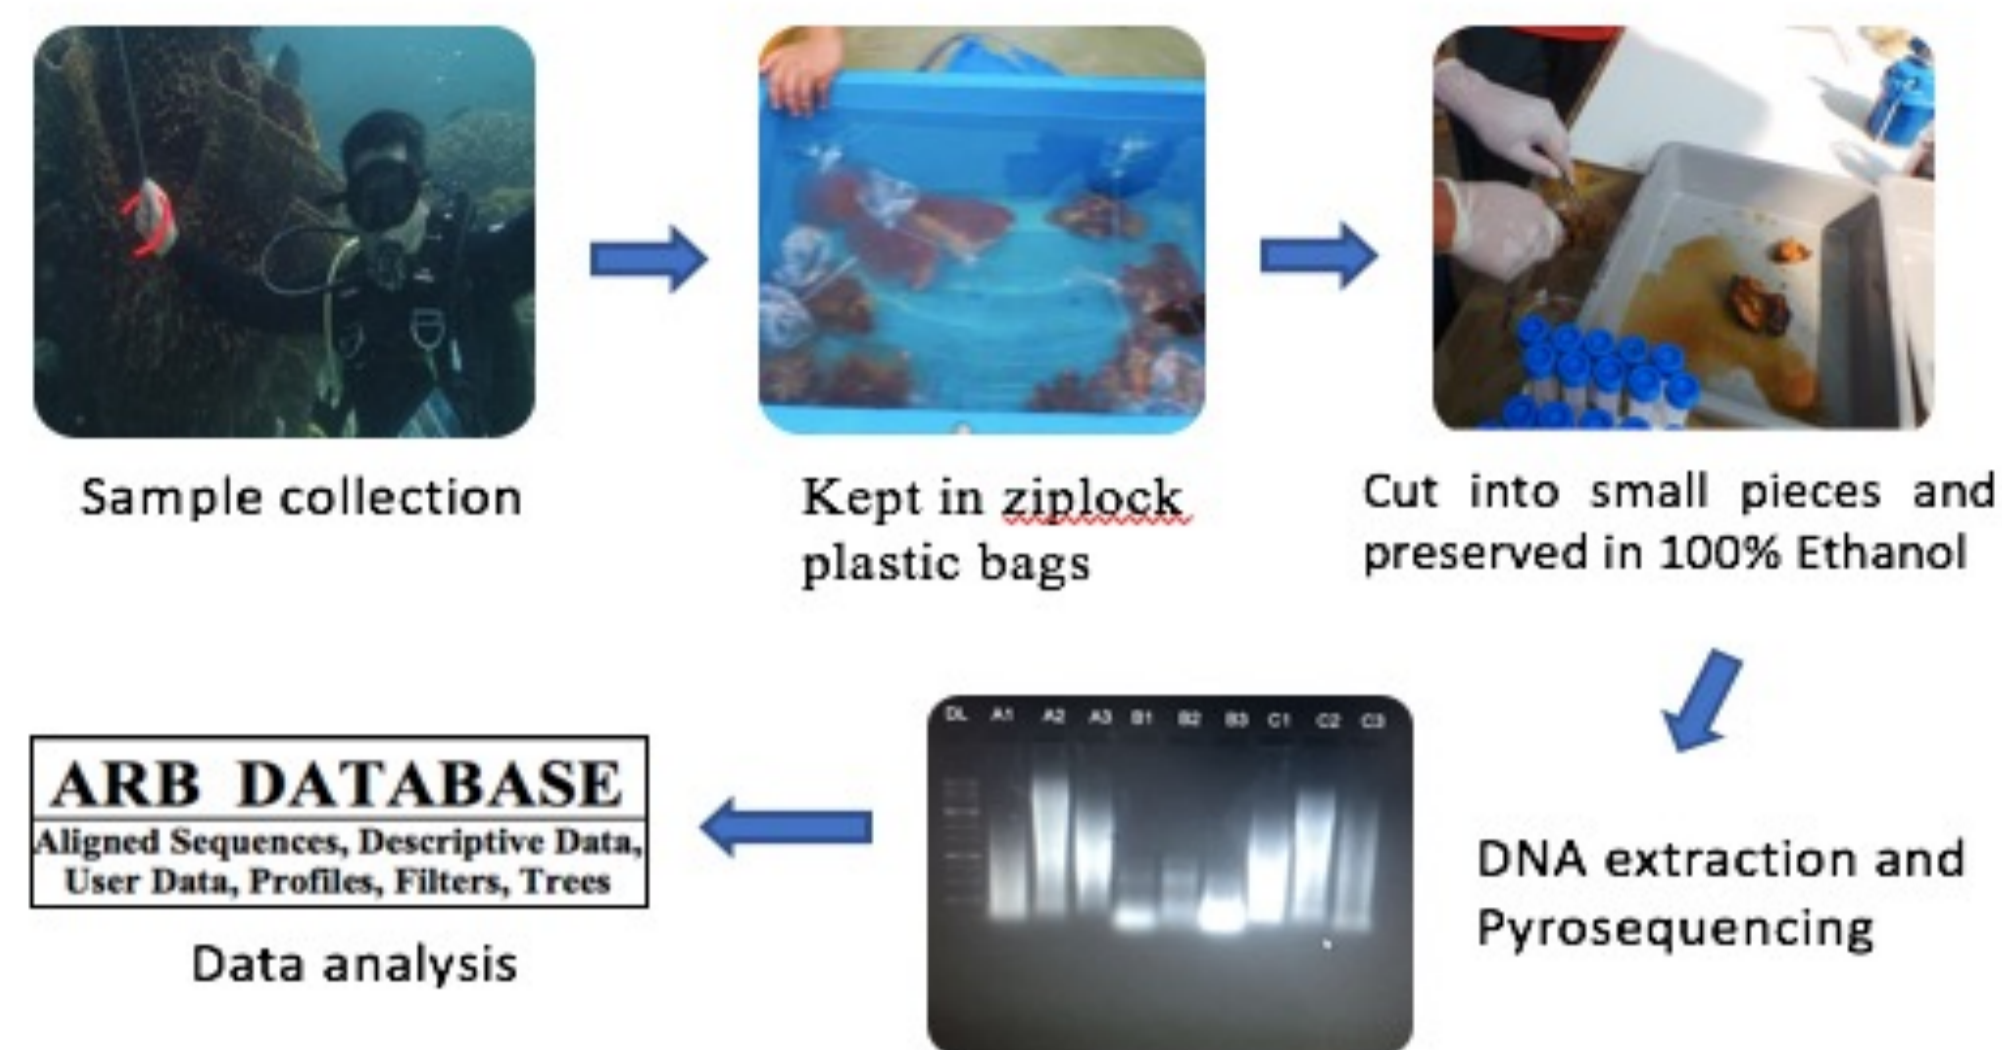 Sample collection
Kept in ziplock
plastic bags
Cut into small pieces and
preserved in 100% Ethanol
DNA extraction and
Pyrosequencing
DL A1 A2 A3 B1 B2 B3 C1 C2 C3
ARB DATABASE
Aligned Sequences, Descriptive Data,
User Data, Profiles, Filters, Trees
Data analysis